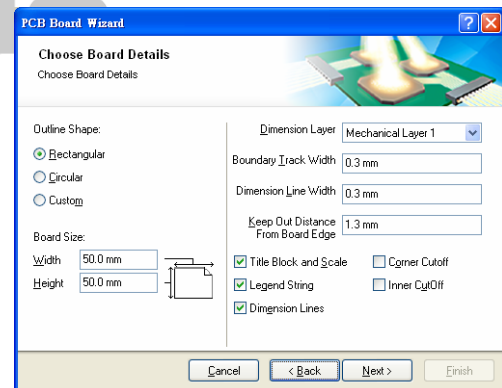 PCB Board Wizard
Choose Board Details
Choose Board Details
Outline Shape:
Rectangular
Circular
Custom
Board Size:
Width 50.0 mm
Height 50.0 mm
Dimension Layer Mechanical Layer 1
Boundary Track Width 0.3 mm
Dimension Line Width 0.3 mm
Keep Out Distance
From Board Edge 1.3 mm
Title Block and Scale Corner Cutoff
Legend String Inner CutOff
Dimension Lines
Cancel < Back Next > Finish